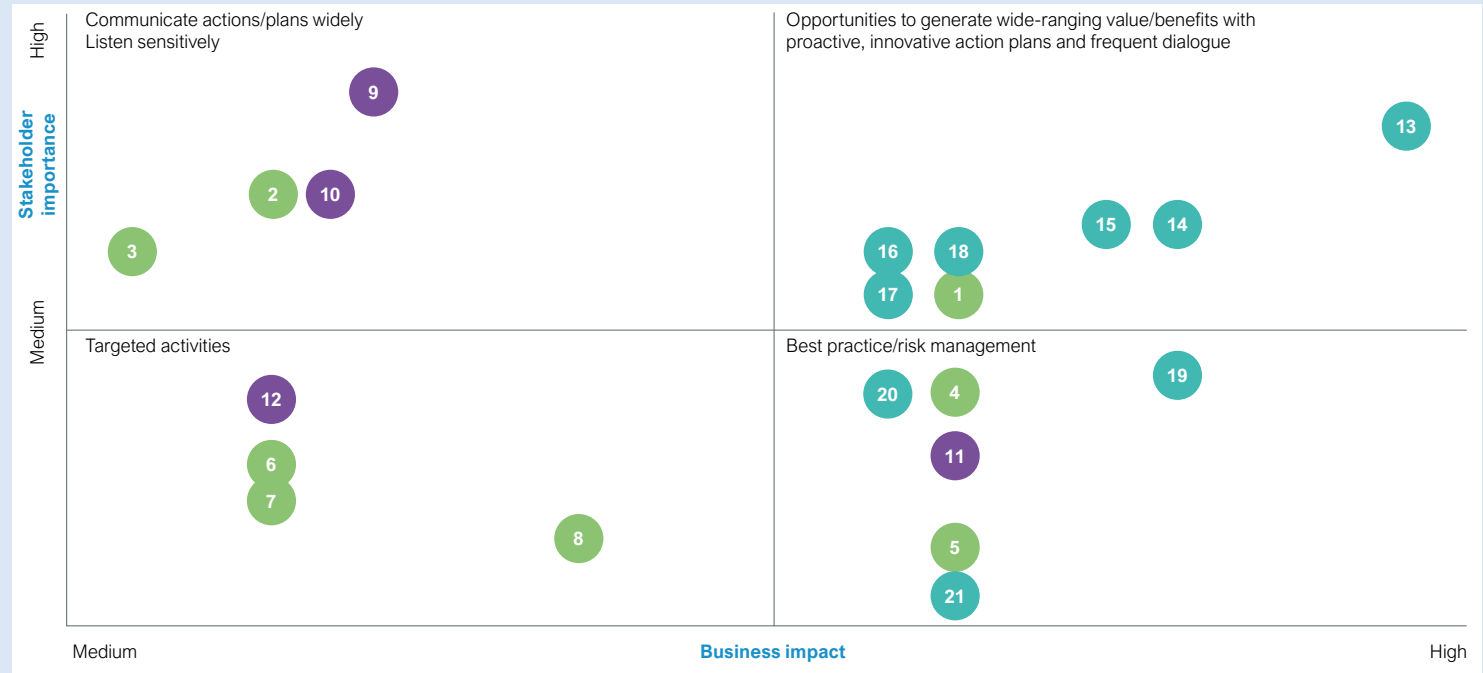 High
Stakeholder
importance
Medium
Communicate actions/plans widely
Listen sensitively
9
2
10
3
Opportunities to generate wide-ranging value/benefits with
proactive, innovative action plans and frequent dialogue
13
15
14
16
18
17
1
Targeted activities
12
6
7
8
Best practice/risk management
19
20
4
11
5
21
Medium
Business impact
High